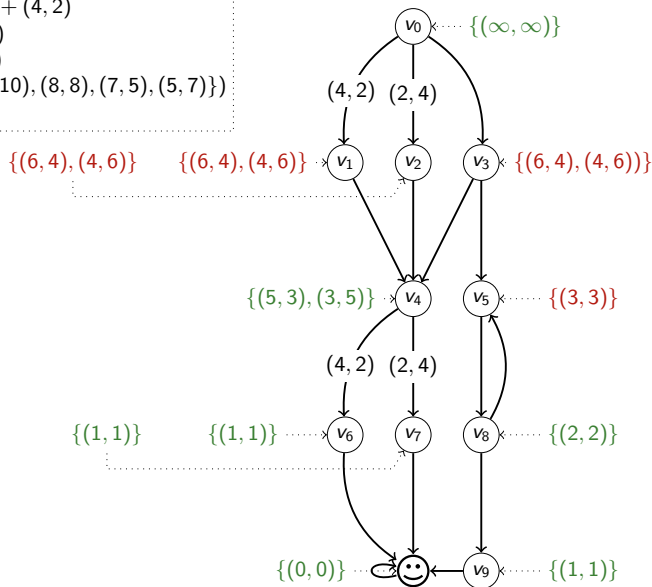 + (4, 2)
)
)
10), (8, 8), (7, 5), (5, 7)})
v0
{(∞, ∞)}
(4, 2)
(2, 4)
{(6, 4), (4, 6)}
{(6, 4), (4, 6)}
v1
v2
v3
{(6, 4), (4, 6))}
{(5, 3), (3, 5)}
v4
v5
{(3, 3)}
(4, 2)
(2, 4)
{(1, 1)}
{(1, 1)}
v6
v7
v8
{(2, 2)}
{(0, 0)}
v9
{(1, 1)}